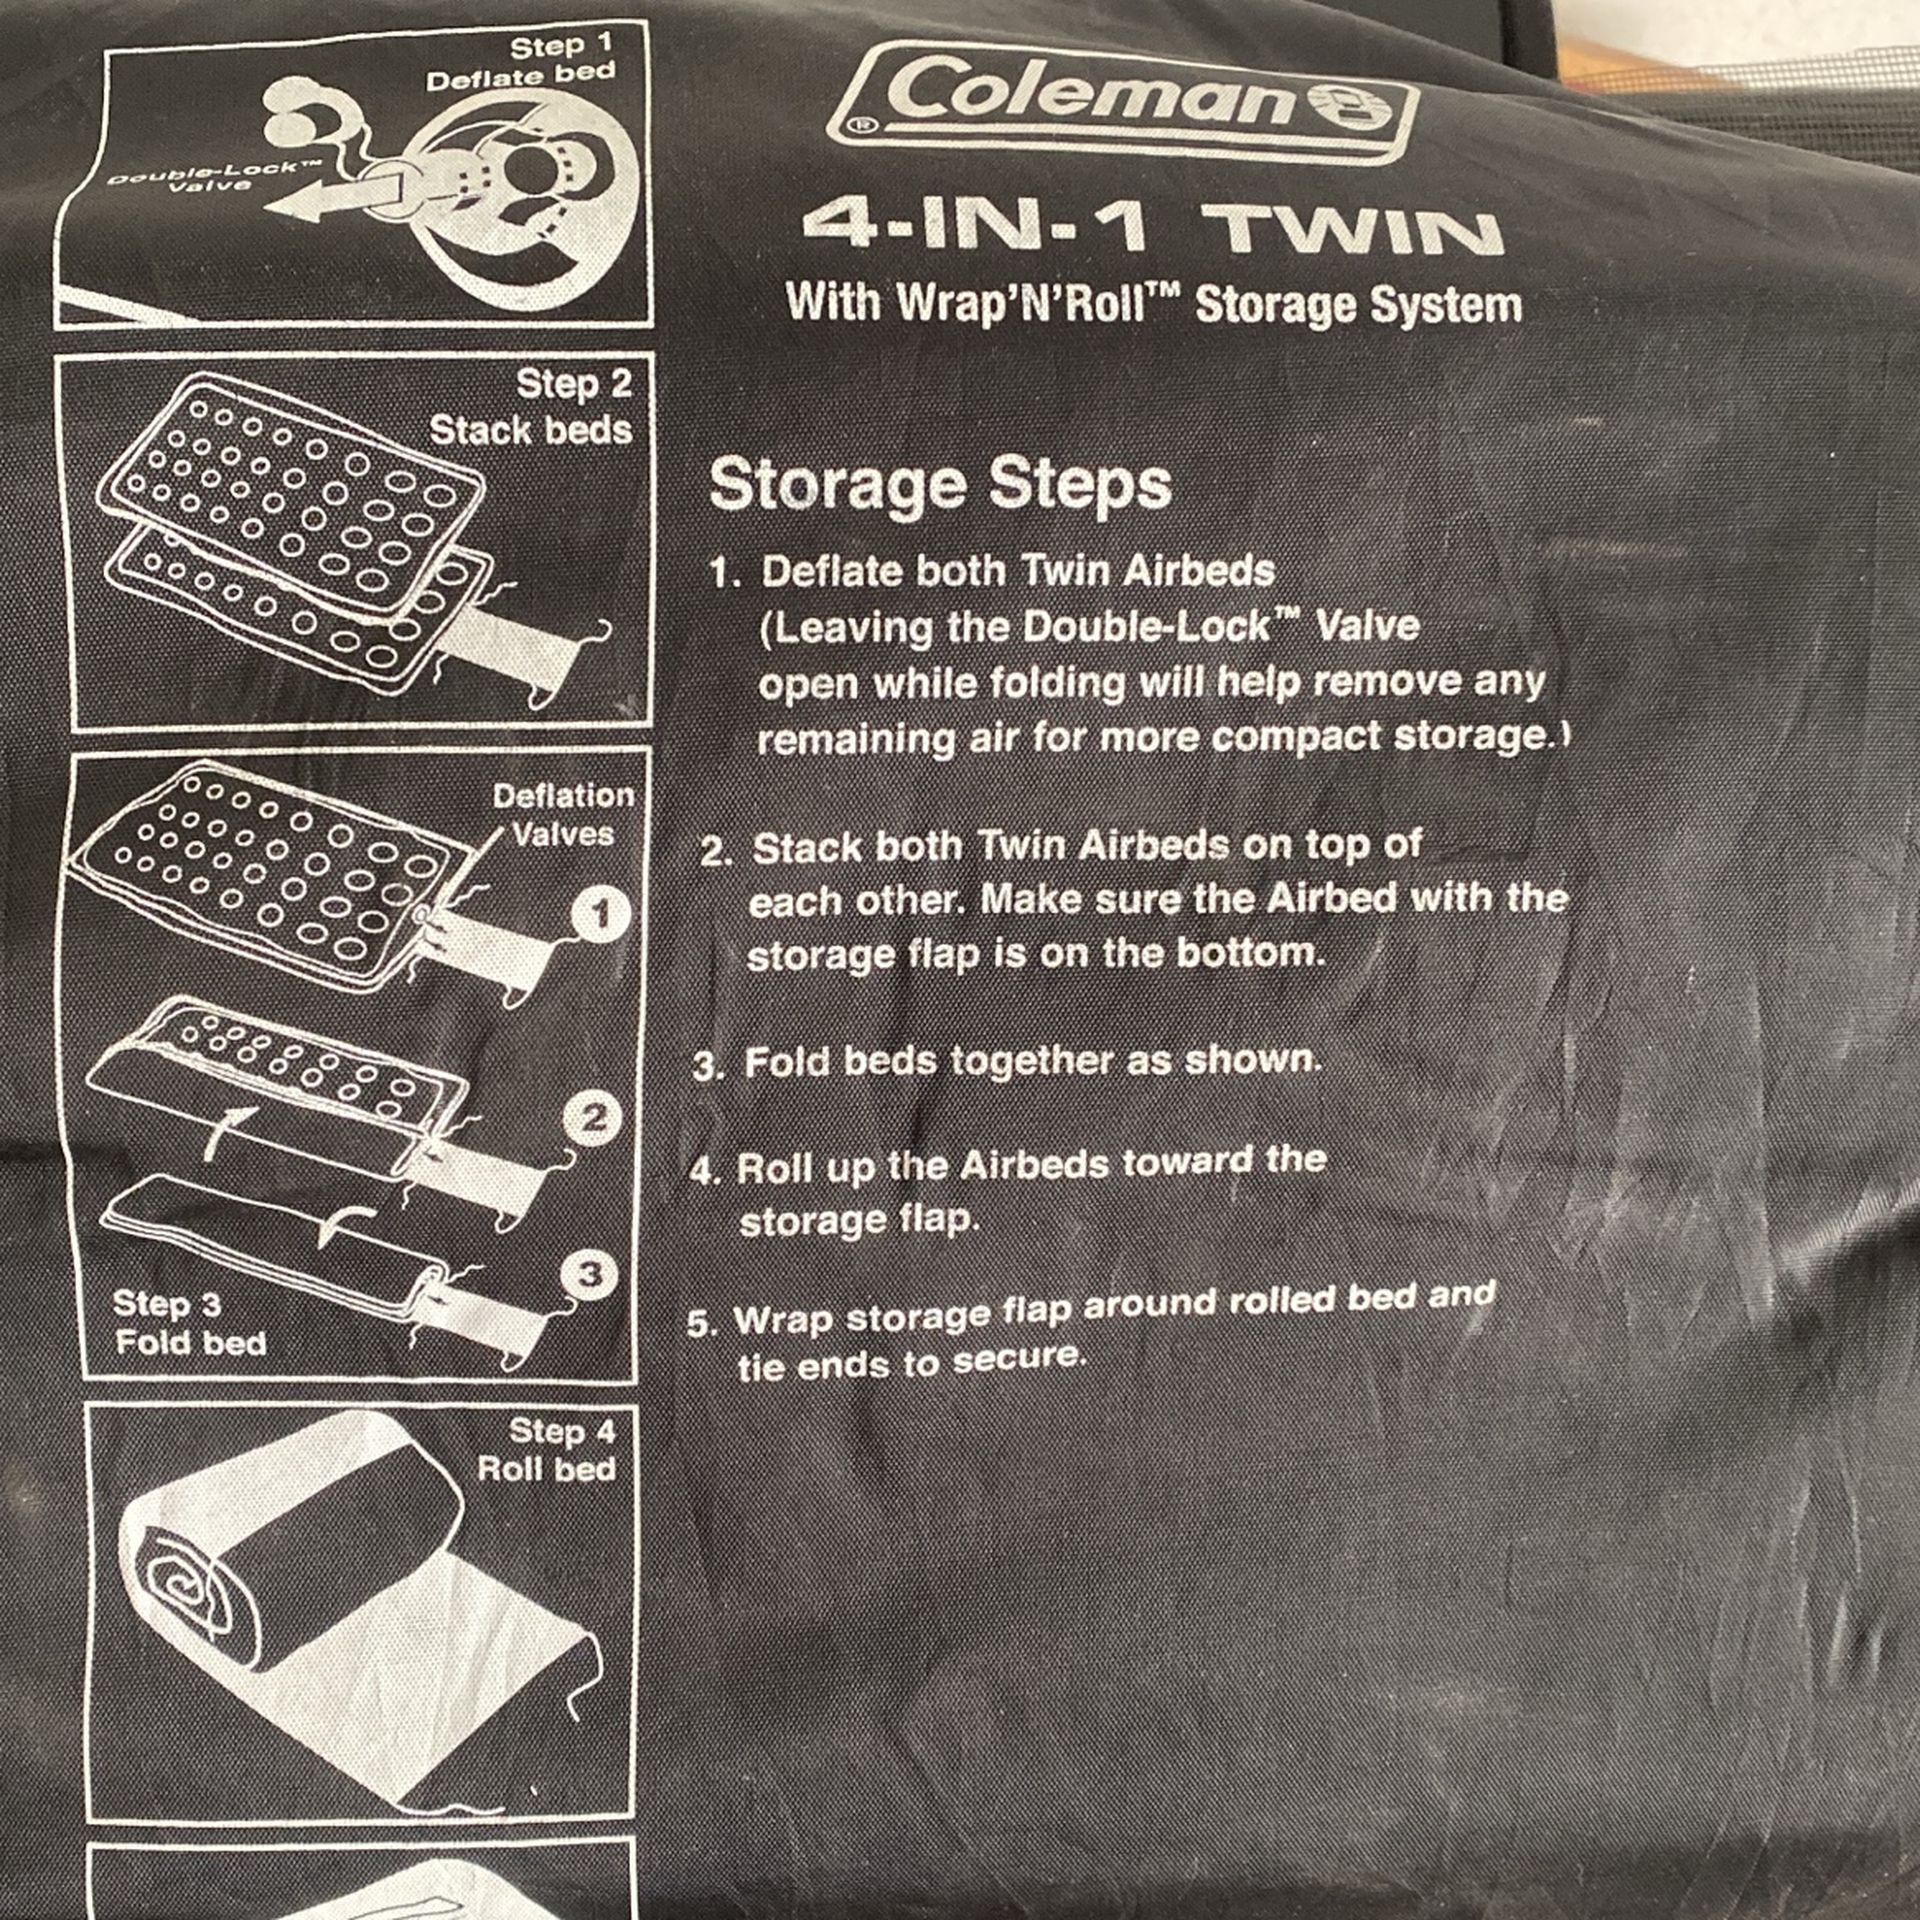 Step 1
Deflate bed
Double-Lock™
Valve
Step 2
Stack beds
Deflation
Valves
1
2
3
Step 3
Fold bed
Step 4
Roll bed
Coleman
®
4-IN-1 TWIN
With Wrap'N'Roll™ Storage System
Storage Steps
1. Deflate both Twin Airbeds
(Leaving the Double-Lock™ Valve
open while folding will help remove any
remaining air for more compact storage.)
2. Stack both Twin Airbeds on top of
each other. Make sure the Airbed with the
storage flap is on the bottom.
3. Fold beds together as shown.
4. Roll up the Airbeds toward the
storage flap.
5. Wrap storage flap around rolled bed and
tie ends to secure.